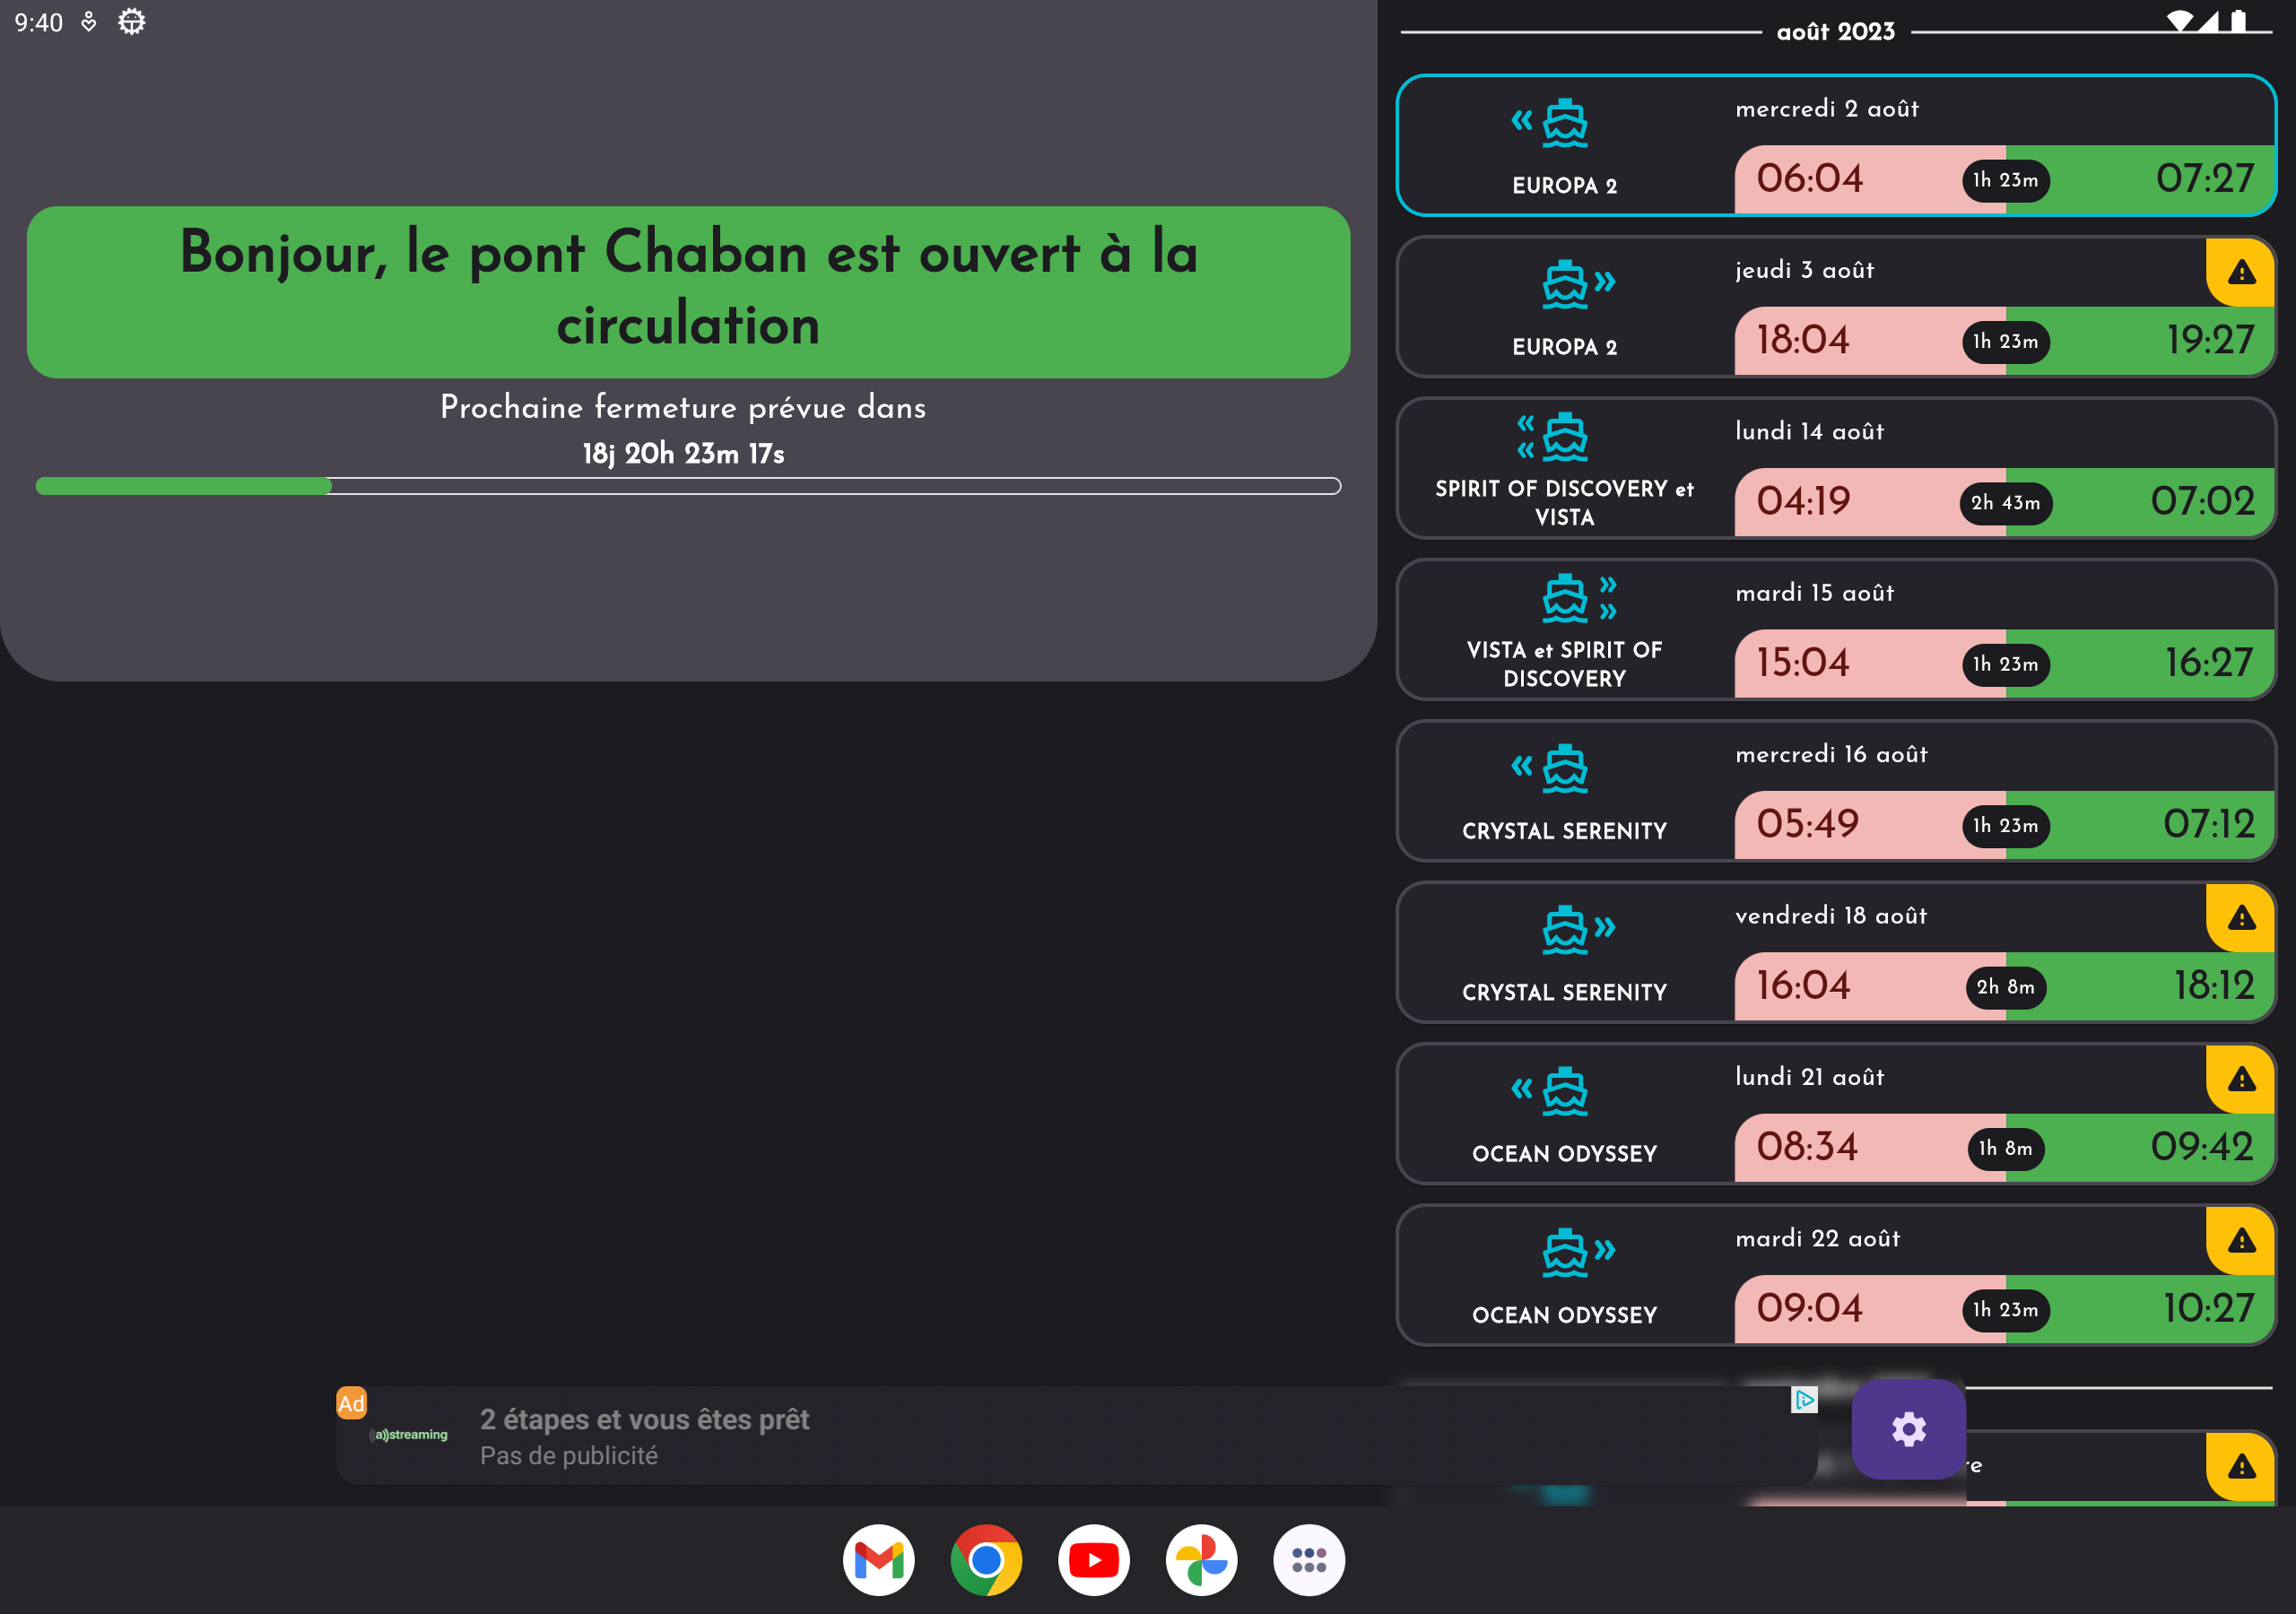 9:40
Bonjour, le pont Chaban est ouvert à la
circulation
Prochaine fermeture prévue dans
18j 20h 23m 17s
août 2023
mercredi 2 août
EUROPA 2
06:04
1h 23m
07:27
jeudi 3 août
EUROPA 2
18:04
1h 23m
19:27
lundi 14 août
SPIRIT OF DISCOVERY et
VISTA
04:19
2h 43m
07:02
mardi 15 août
VISTA et SPIRIT OF
DISCOVERY
15:04
1h 23m
16:27
mercredi 16 août
CRYSTAL SERENITY
05:49
1h 23m
07:12
vendredi 18 août
CRYSTAL SERENITY
16:04
2h 8m
18:12
lundi 21 août
OCEAN ODYSSEY
08:34
1h 8m
09:42
mardi 22 août
OCEAN ODYSSEY
09:04
1h 23m
10:27
Ad
((a))streaming
2 étapes et vous êtes prêt
Pas de publicité